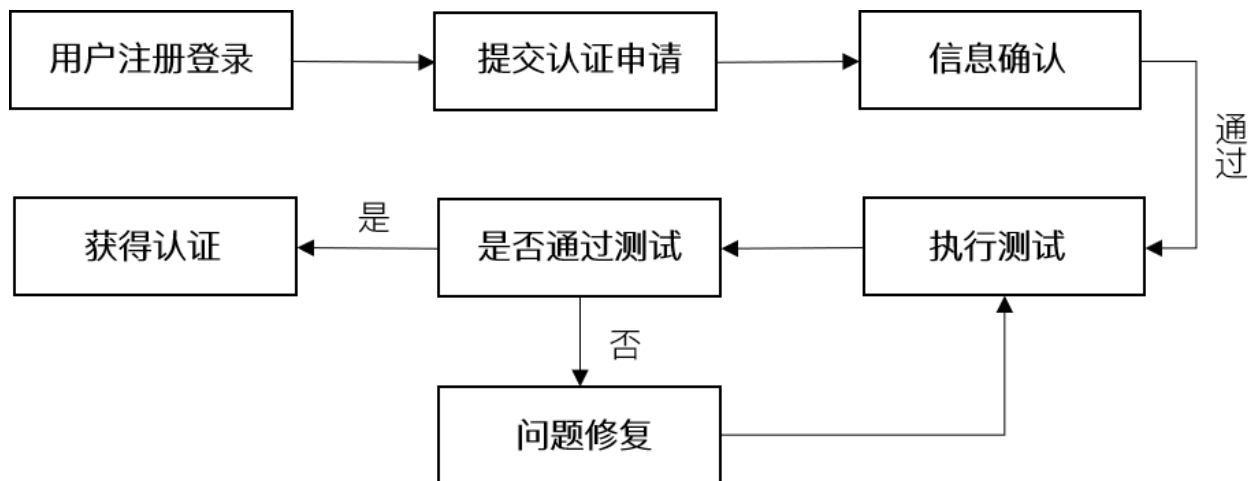 用户注册登录
提交认证申请
信息确认
通过
获得认证
是
是否通过测试
执行测试
否
问题修复